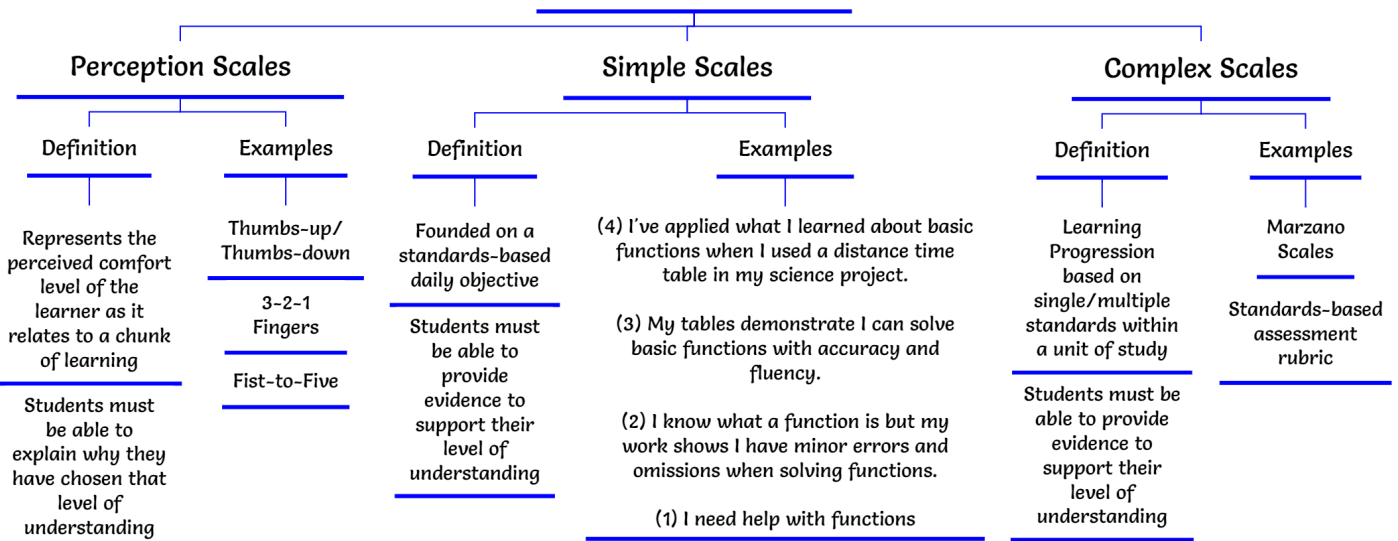 Perception Scales
Definition
Represents the
perceived comfort
level of the
learner as it
relates to a chunk
of learning
Students must
be able to
explain why they
have chosen that
level of
understanding
Examples
Thumbs-up/
Thumbs-down
3-2-1
Fingers
Fist-to-Five
Simple Scales
Definition
Founded on a
standards-based
daily objective
Students must
be able to
provide
evidence to
support their
level of
understanding
Examples
(4) I've applied what I learned about basic
functions when I used a distance time
table in my science project.
(3) My tables demonstrate I can solve
basic functions with accuracy and
fluency.
(2) I know what a function is but my
work shows I have minor errors and
omissions when solving functions.
(1) I need help with functions
Complex Scales
Definition
Learning
Progression
based on
single/multiple
standards within
a unit of study
Students must be
able to provide
evidence to
support their
level of
understanding
Examples
Marzano
Scales
Standards-based
assessment
rubric